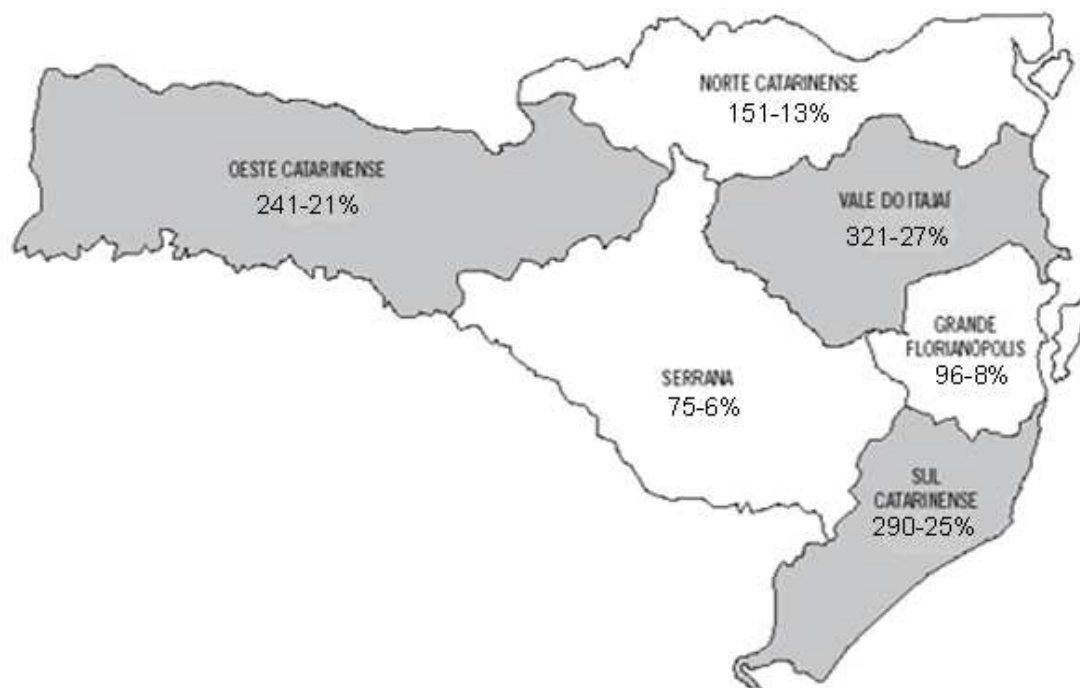 NORTE CATARINENSE
151-13%
OESTE CATARINENSE
241-21%
VALE DO ITAJAÍ
321-27%
GRANDE
FLORIANÓPOLIS
96-8%
SERRANA
75-6%
SUL
CATARINENSE
290-25%